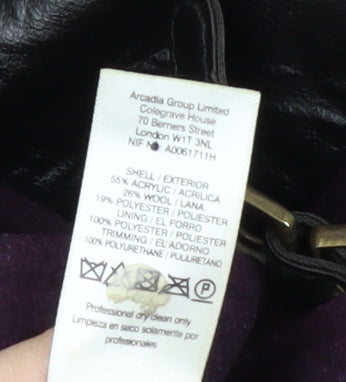 Arcadia Group Limited
Colegrave House
70 Berners Street
London W1T 3NL
NIF Nº A0061711H
SHELL / EXTERIOR
55% ACRYLIC / ACRILICA
26% WOOL / LANA
19% POLYESTER / POLIESTER
LINING / EL FORRO
100% POLYESTER / POLIESTER
TRIMMING / EL ADORNO
100% POLYURETHANE / POLIURETANO
P
Professional dry clean only
Limpieza en seco solamente por
profesionales